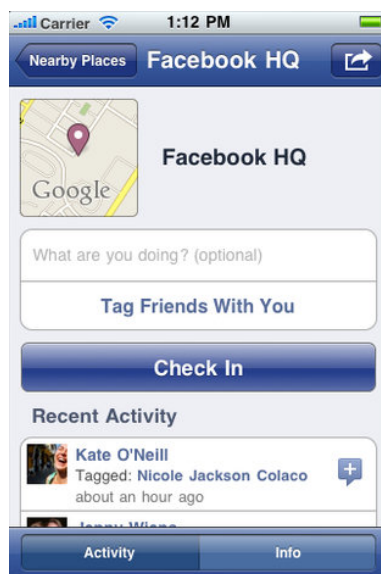 Carrier 1:12 PM
Nearby Places Facebook HQ
Google
Facebook HQ
What are you doing? (optional)
Tag Friends With You
Check In
Recent Activity
Kate O'Neill
Tagged: Nicole Jackson Colaco
about an hour ago
Activity Info